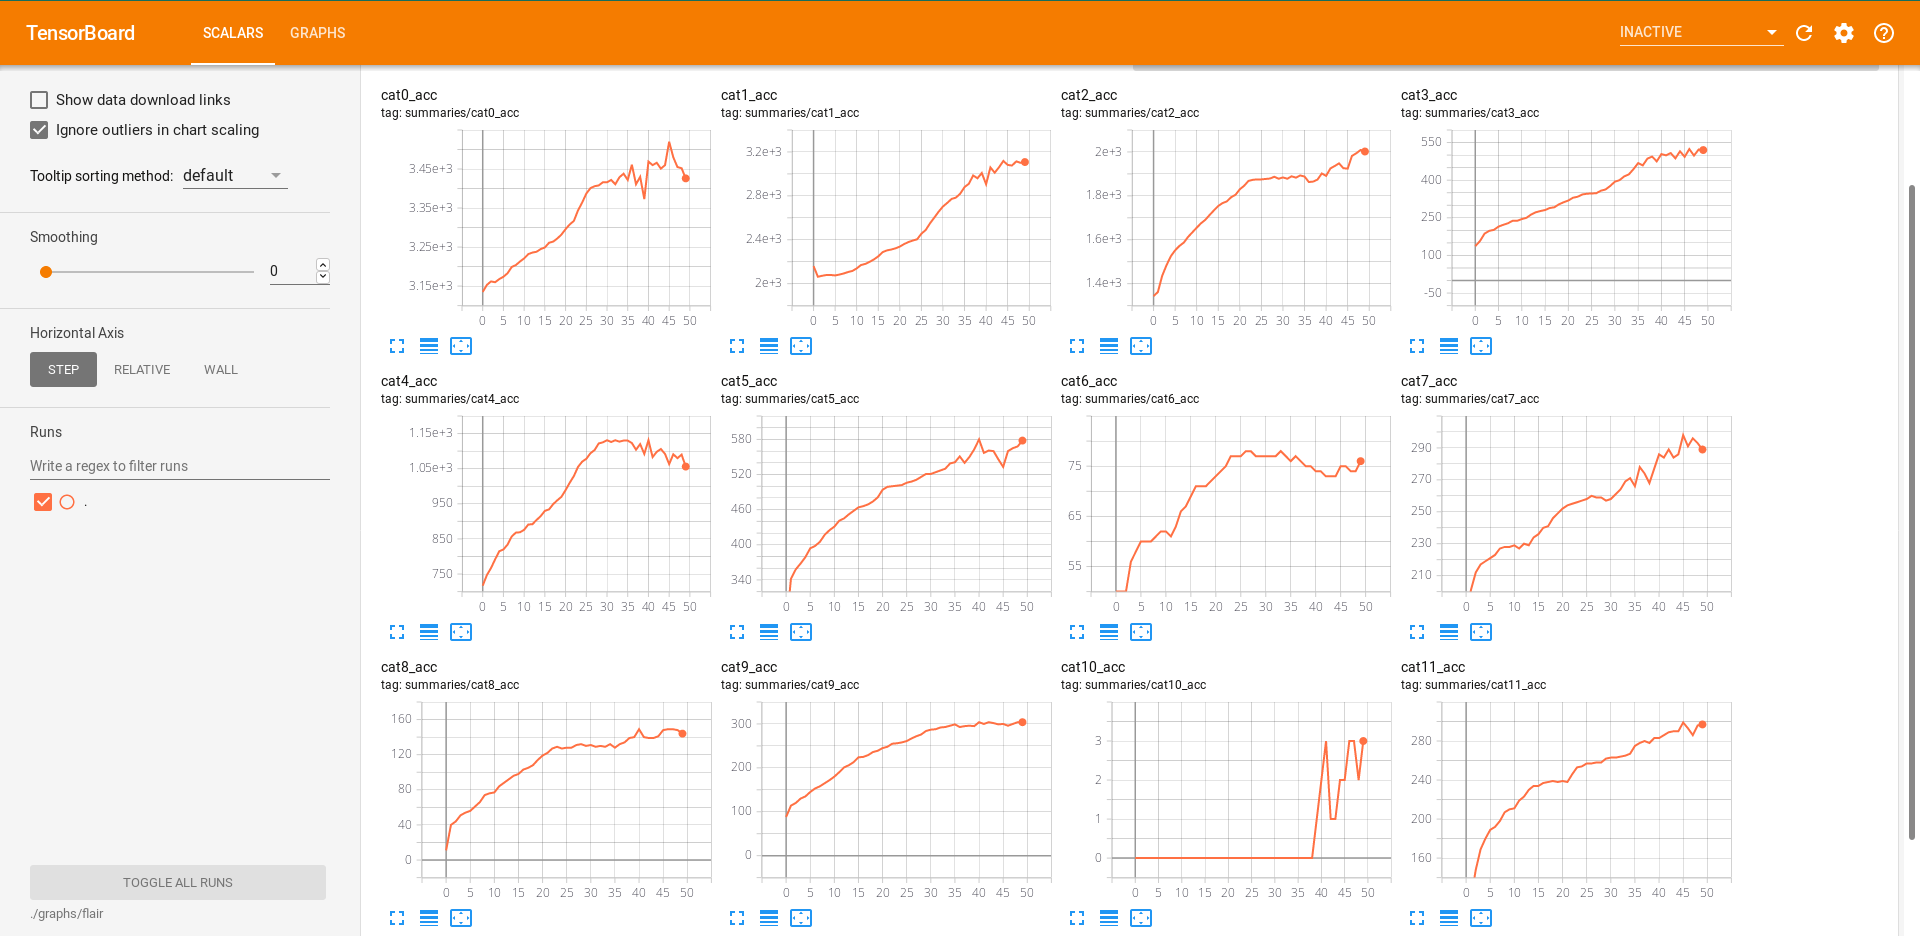 TensorBoard SCALARS GRAPHS INACTIVE
Show data download links
Ignore outliers in chart scaling
Tooltip sorting method: default
Smoothing
0
Horizontal Axis
STEP RELATIVE WALL
Runs
Write a regex to filter runs
.
TOGGLE ALL RUNS
./graphs/flair
cat0_acc
tag: summaries/cat0_acc
3.45e+3
3.35e+3
3.25e+3
3.15e+3
0 5 10 15 20 25 30 35 40 45 50
cat1_acc
tag: summaries/cat1_acc
3.2e+3
2.8e+3
2.4e+3
2e+3
0 5 10 15 20 25 30 35 40 45 50
cat2_acc
tag: summaries/cat2_acc
2e+3
1.8e+3
1.6e+3
1.4e+3
0 5 10 15 20 25 30 35 40 45 50
cat3_acc
tag: summaries/cat3_acc
550
400
250
100
-50
0 5 10 15 20 25 30 35 40 45 50
cat4_acc
tag: summaries/cat4_acc
1.15e+3
1.05e+3
950
850
750
0 5 10 15 20 25 30 35 40 45 50
cat5_acc
tag: summaries/cat5_acc
580
520
460
400
340
0 5 10 15 20 25 30 35 40 45 50
cat6_acc
tag: summaries/cat6_acc
75
65
55
0 5 10 15 20 25 30 35 40 45 50
cat7_acc
tag: summaries/cat7_acc
290
270
250
230
210
0 5 10 15 20 25 30 35 40 45 50
cat8_acc
tag: summaries/cat8_acc
160
120
80
40
0
0 5 10 15 20 25 30 35 40 45 50
cat9_acc
tag: summaries/cat9_acc
300
200
100
0
0 5 10 15 20 25 30 35 40 45 50
cat10_acc
tag: summaries/cat10_acc
3
2
1
0
0 5 10 15 20 25 30 35 40 45 50
cat11_acc
tag: summaries/cat11_acc
280
240
200
160
0 5 10 15 20 25 30 35 40 45 50